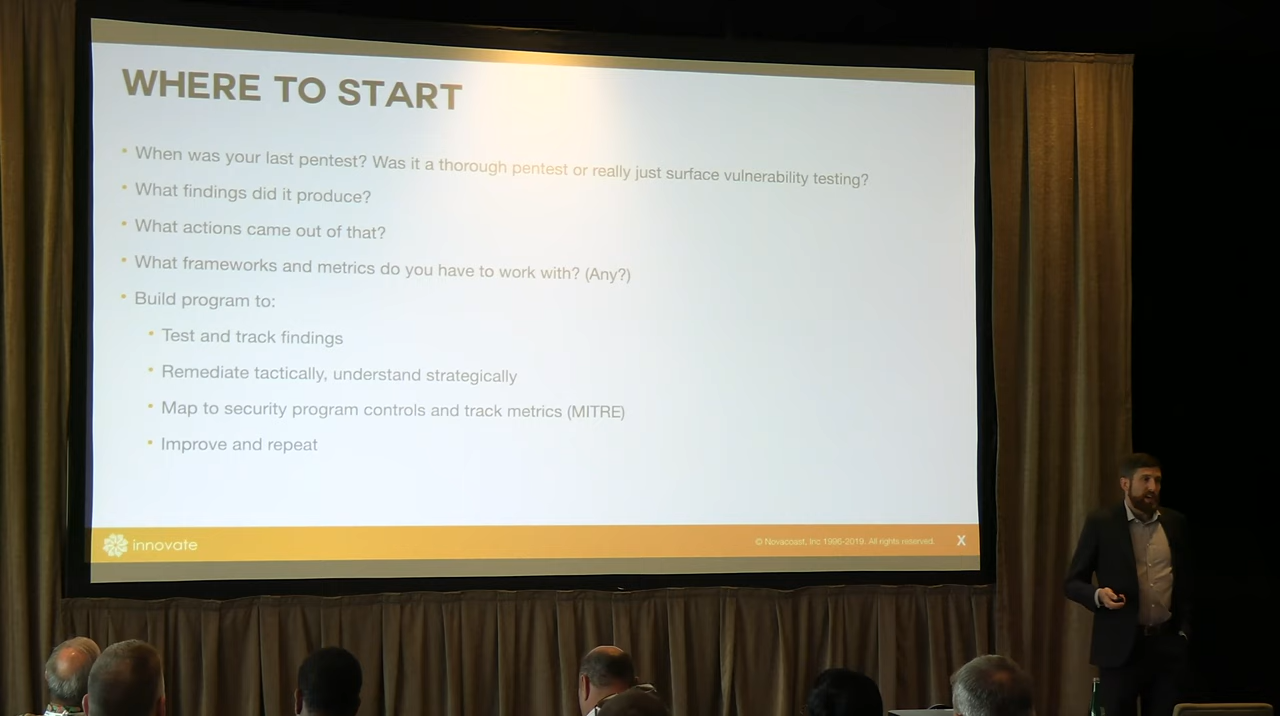 WHERE TO START
• When was your last pentest? Was it a thorough pentest or really just surface vulnerability testing?
• What findings did it produce?
• What actions came out of that?
• What frameworks and metrics do you have to work with? (Any?)
• Build program to:
• Test and track findings
• Remediate tactically, understand strategically
• Map to security program controls and track metrics (MITRE)
• Improve and repeat
innovate
© Novacoast, Inc 1996-2019. All rights reserved.
X